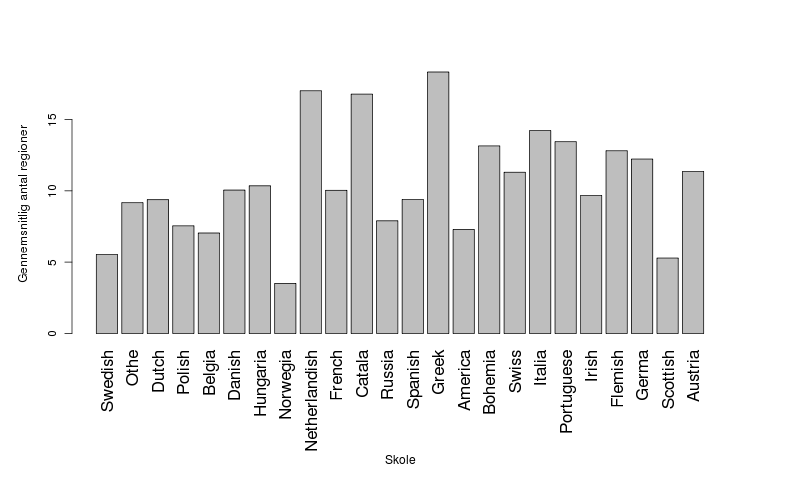 Gennemsnitlig antal regioner
15
10
5
0
Swedish
Othe
Dutch
Polish
Belgia
Danish
Hungaria
Norwegia
Netherlandish
French
Catala
Russia
Spanish
Greek
America
Bohemia
Swiss
Italia
Portuguese
Irish
Flemish
Germa
Scottish
Austria
Skole